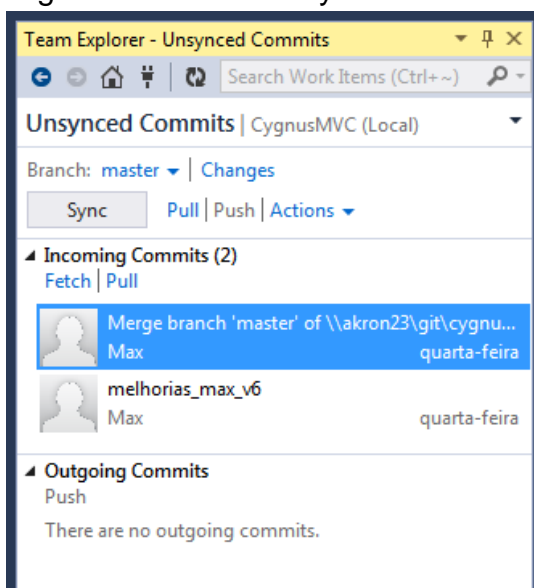 Team Explorer - Unsynced Commits
Search Work Items (Ctrl+~)
Unsynced Commits | CygnusMVC (Local)
Branch: master | Changes
Sync Pull | Push | Actions
Incoming Commits (2)
Fetch | Pull
Merge branch 'master' of \\akron23\git\cygnu...
Max quarta-feira
melhorias_max_v6
Max quarta-feira
Outgoing Commits
Push
There are no outgoing commits.